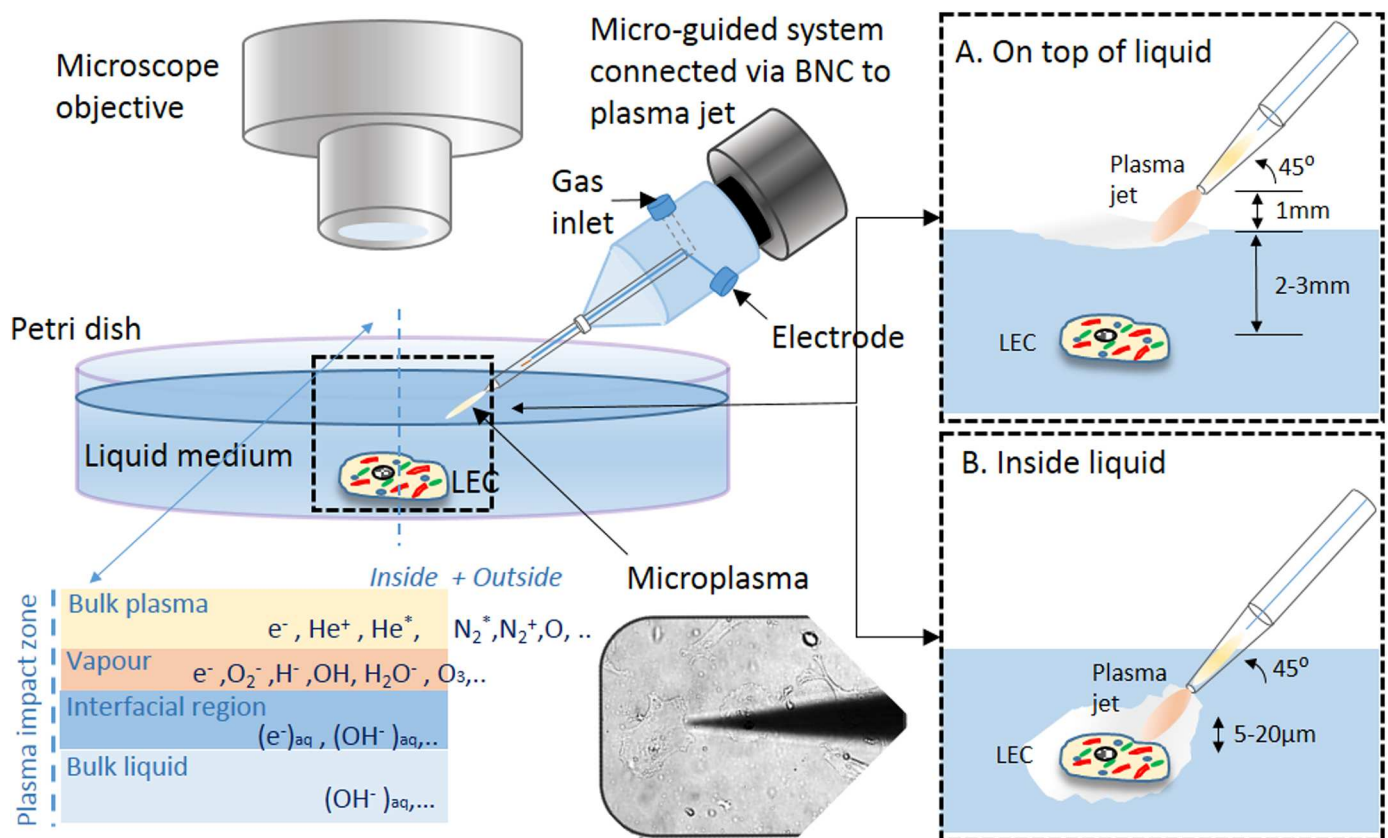 Microscope
objective
Micro-guided system
connected via BNC to
plasma jet
Gas
inlet
Electrode
Petri dish
Liquid medium
LEC
Microplasma
Inside + Outside
Plasma impact zone
Bulk plasma
e⁻ , He⁺ , He*, N₂*,N₂⁺,O, ..
Vapour
e⁻ ,O₂⁻,H⁻,OH, H₂O⁻ , O₃,..
Interfacial region
(e⁻)aq , (OH⁻ )aq,..
Bulk liquid
(OH⁻ )aq,...
A. On top of liquid
Plasma
jet
45⁰
1mm
2-3mm
LEC
B. Inside liquid
Plasma
jet
45⁰
5-20µm
LEC